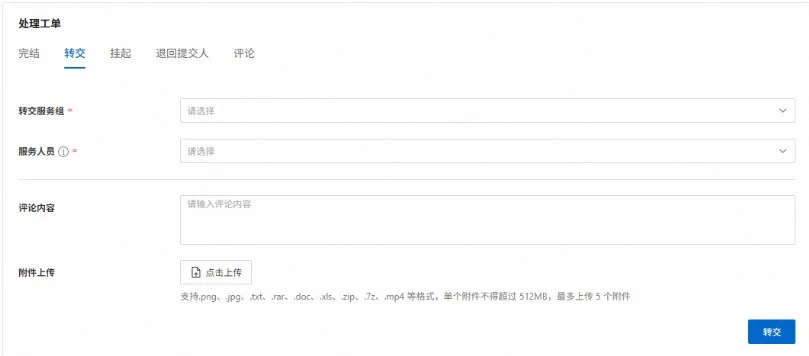 处理工单
完结 转交 挂起 退回提交人 评论
转交服务组 * 请选择
服务人员 * 请选择
评论内容 请输入评论内容
附件上传 点击上传
支持.png、.jpg、.txt、.rar、.doc、.xls、.zip、.7z、.mp4 等格式，单个附件不得超过 512MB，最多上传 5 个附件
转交